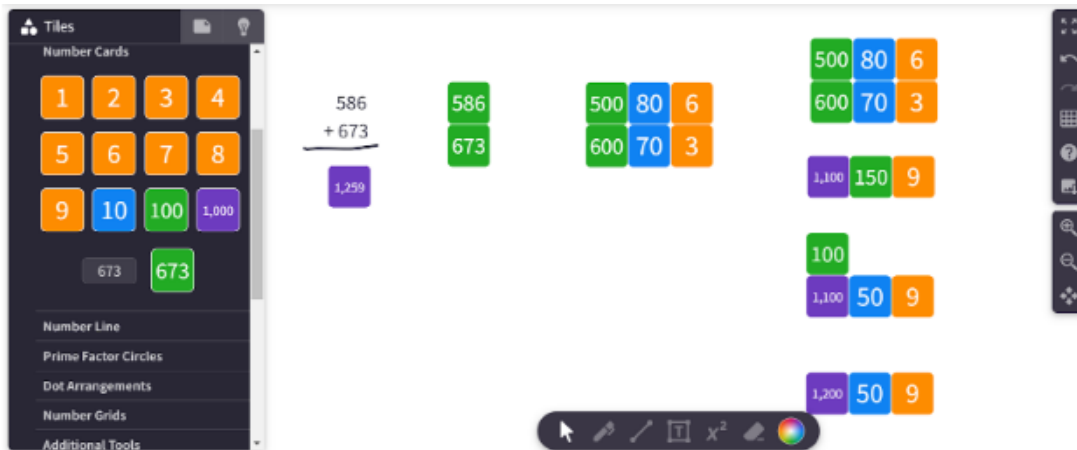 Tiles
Number Cards
1 2 3 4
5 6 7 8
9 10 100 1,000
673 673
Number Line
Prime Factor Circles
Dot Arrangements
Number Grids
Additional Tools
586
+ 673
1,259
586
673
500 80 6
600 70 3
500 80 6
600 70 3
1,100 150 9
100
1,100 50 9
1,200 50 9
T x²